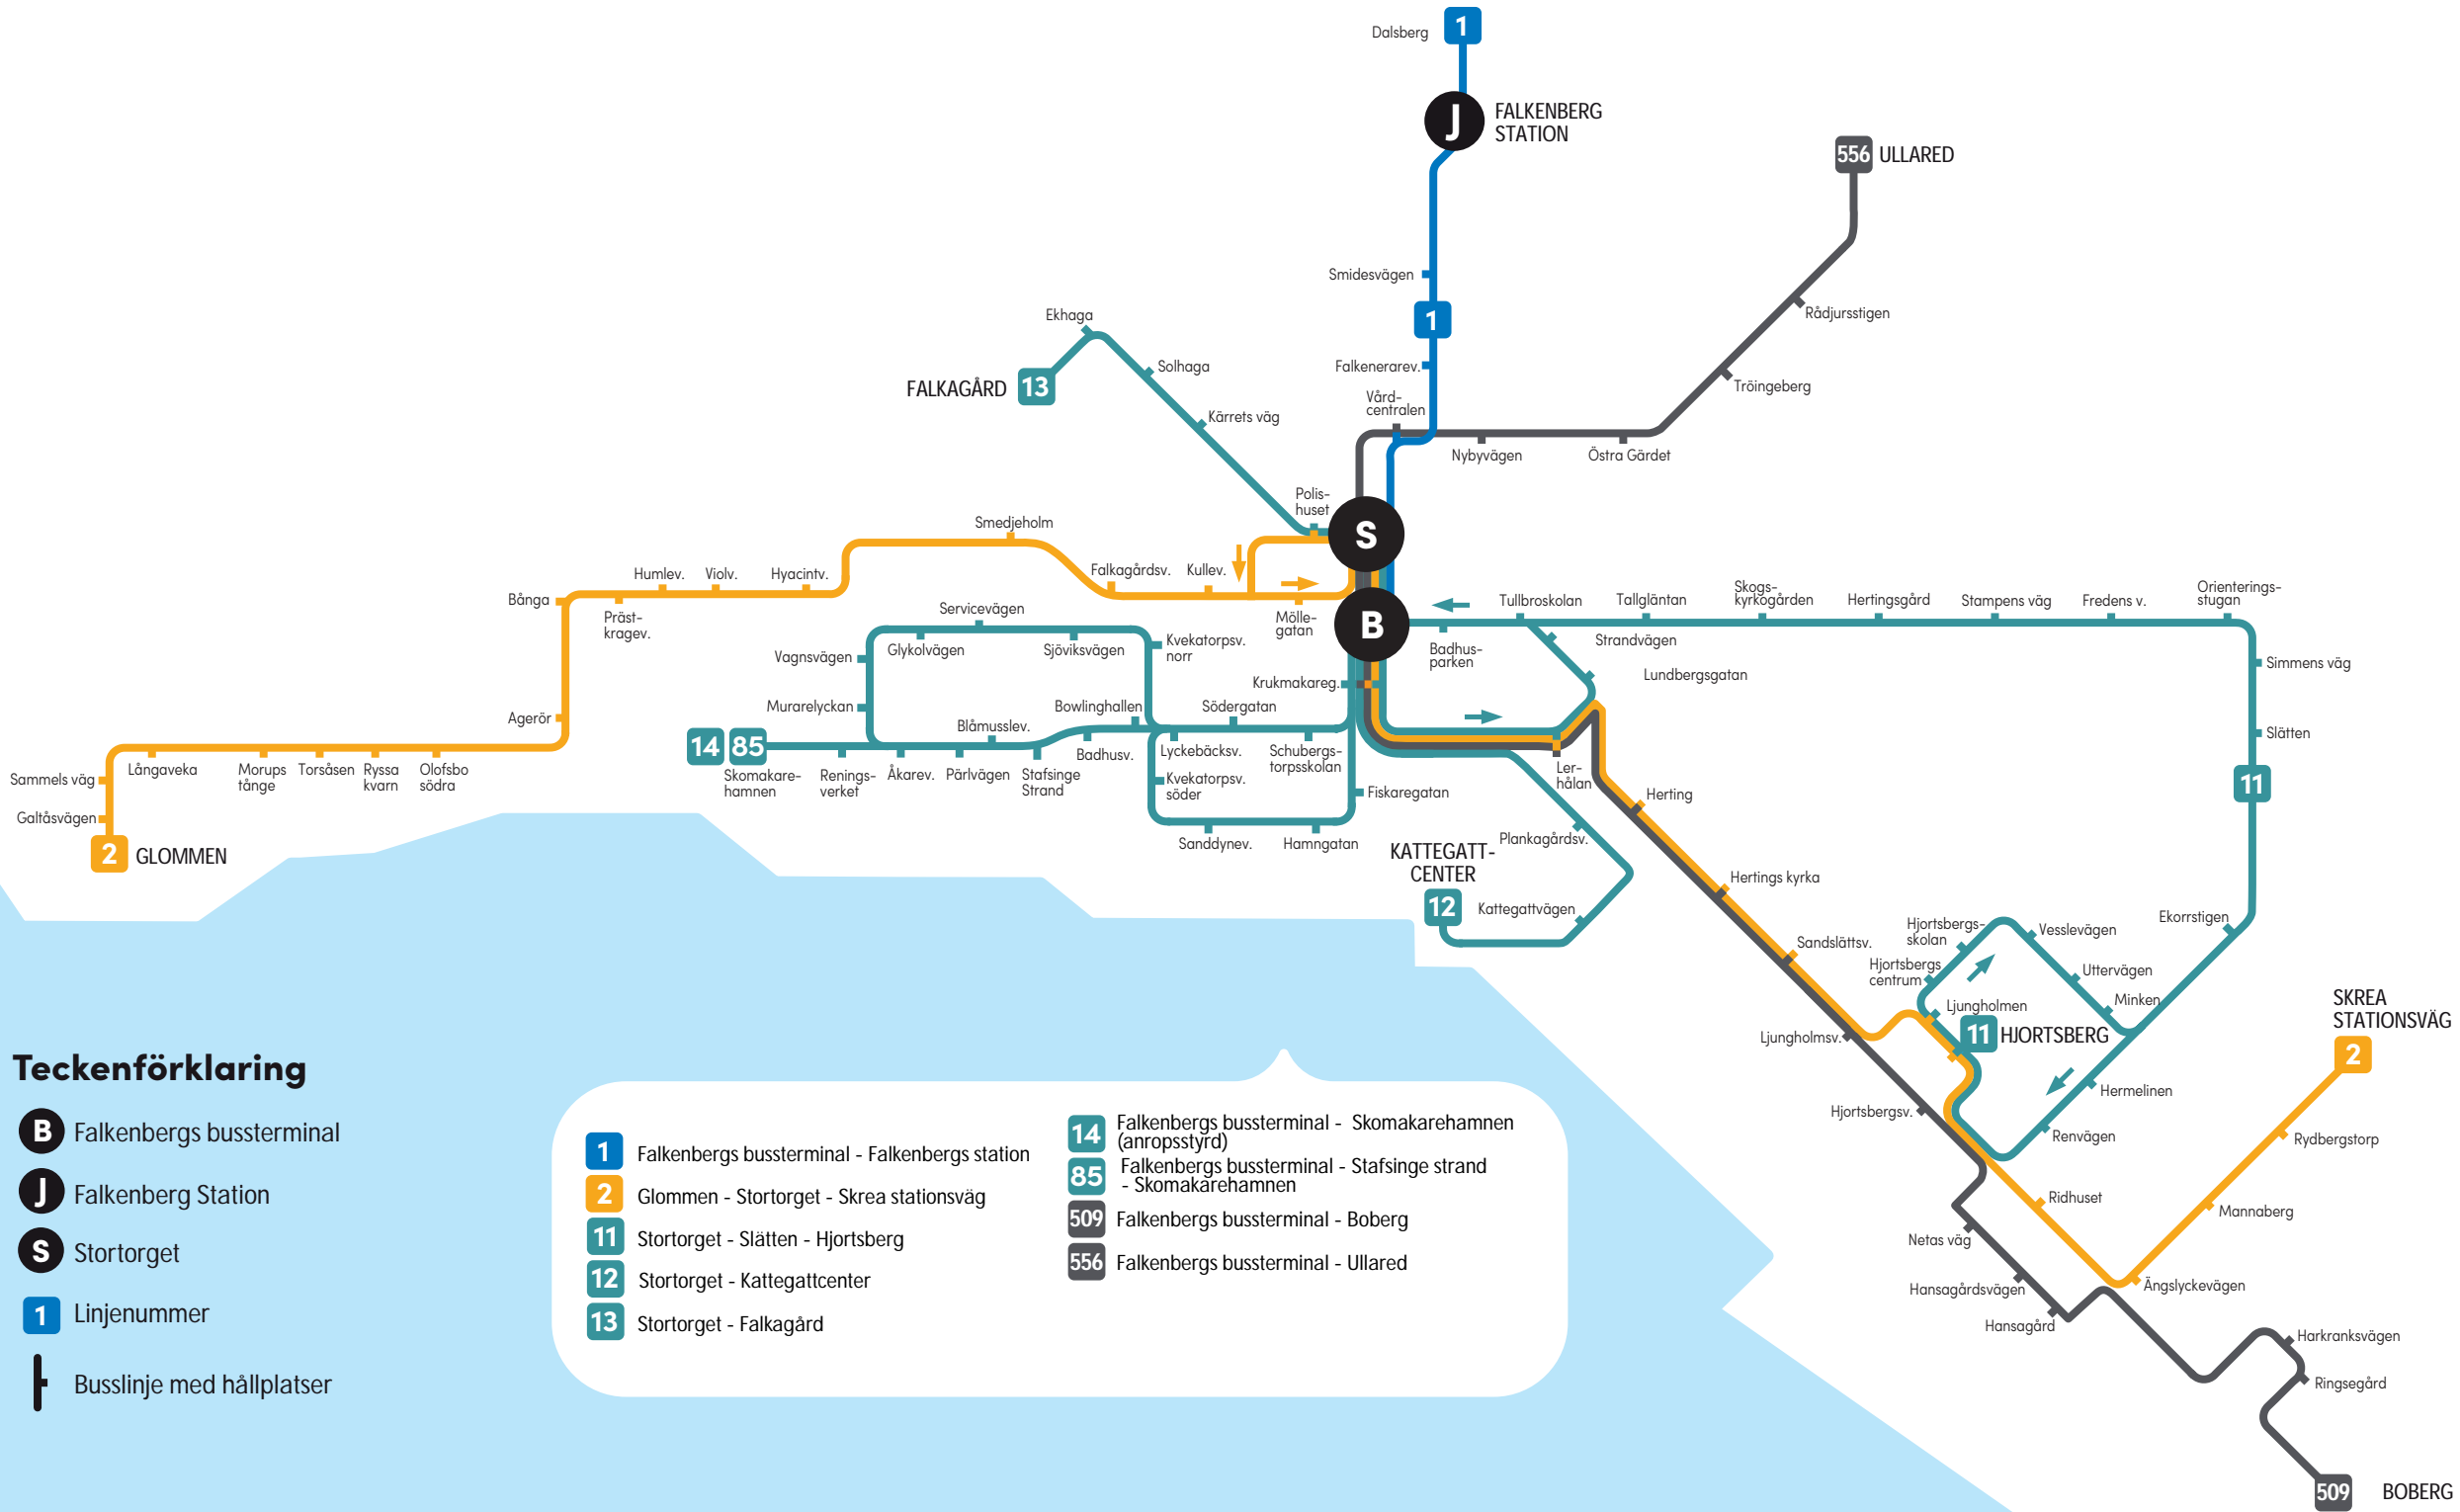 Dalsberg
1
J
FALKENBERG
STATION
556
ULLARED
Smidesvägen
1
Falkenerarev.
Vård-
centralen
Nybyvägen
Östra Gärdet
Rådjursstigen
Tröingeberg
Ekhaga
Solhaga
FALKAGÅRD
13
Kärrets väg
Polis-
huset
S
B
Smedjeholm
Falkagårdsv.
Kullev.
Mölle-
gatan
Humlev.
Violv.
Hyacintv.
Bånga
Präst-
kragev.
Agerör
Servicevägen
Vagnsvägen
Glykolvägen
Sjöviksvägen
Kvekatorpsv.
norr
Murarelyckan
Krukmakareg.
Bowlinghallen
Södergatan
Blåmusslev.
14
85
Skomakare-
hamnen
Renings-
verket
Åkarev.
Pärlvägen
Stafsinge
Strand
Badhusv.
Lyckebäcksv.
Schubergs-
torpsskolan
Kvekatorpsv.
söder
Fiskaregatan
Sanddynev.
Hamngatan
Sammels väg
Långaveka
Morups
tånge
Torsåsen
Ryssa
kvarn
Olofsbo
södra
Galtåsvägen
2
GLOMMEN
Badhus-
parken
Tullbroskolan
Tallgläntan
Skogs-
kyrkogården
Hertingsgård
Stampens väg
Fredens v.
Orienterings-
stugan
Strandvägen
Lundbergsgatan
Simmens väg
Slätten
11
Ler-
hålan
Herting
Plankagårdsv.
KATTEGATT-
CENTER
12
Kattegattvägen
Hertings kyrka
Sandslättsv.
Hjortsbergs-
skolan
Vesslevägen
Ekorrstigen
Hjortsbergs
centrum
Uttervägen
Ljungholmen
Minken
11
HJORTSBERG
Ljungholmsv.
Hermelinen
Hjortsbergsv.
Renvägen
SKREA
STATIONSVÄG
2
Rydbergstorp
Ridhuset
Mannaberg
Netas väg
Hansagårdsvägen
Ängslyckevägen
Hansagård
Harkranksvägen
Ringsegård
509
BOBERG
Teckenförklaring
B
Falkenbergs bussterminal
J
Falkenberg Station
S
Stortorget
1
Linjenummer
Busslinje med hållplatser
1
Falkenbergs bussterminal - Falkenbergs station
2
Glommen - Stortorget - Skrea stationsväg
11
Stortorget - Slätten - Hjortsberg
12
Stortorget - Kattegattcenter
13
Stortorget - Falkagård
14
Falkenbergs bussterminal - Skomakarehamnen
(anropsstyrd)
85
Falkenbergs bussterminal - Stafsinge strand
- Skomakarehamnen
509
Falkenbergs bussterminal - Boberg
556
Falkenbergs bussterminal - Ullared